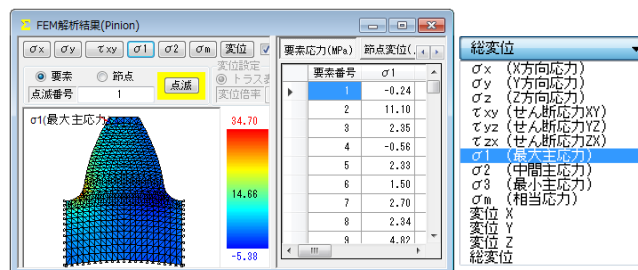 FEM解析結果(Pinion)
σx σy τxy σ1 σ2 σm 変位
要素 節点
点滅番号 1 点滅
変位設定
トラス表
変位倍率
σ1(最大主応力)
34.70
14.66
-5.38
要素応力(MPa) 節点変位(.
要素番号 σ1
1 -0.24
2 11.10
3 2.35
4 -0.56
5 2.33
6 1.50
7 2.70
8 2.34
9 4.82
総変位
σx (X方向応力)
σy (Y方向応力)
σz (Z方向応力)
τxy (せん断応力XY)
τyz (せん断応力YZ)
τzx (せん断応力ZX)
σ1 (最大主応力)
σ2 (中間主応力)
σ3 (最小主応力)
σm (相当応力)
変位 X
変位 Y
変位 Z
総変位